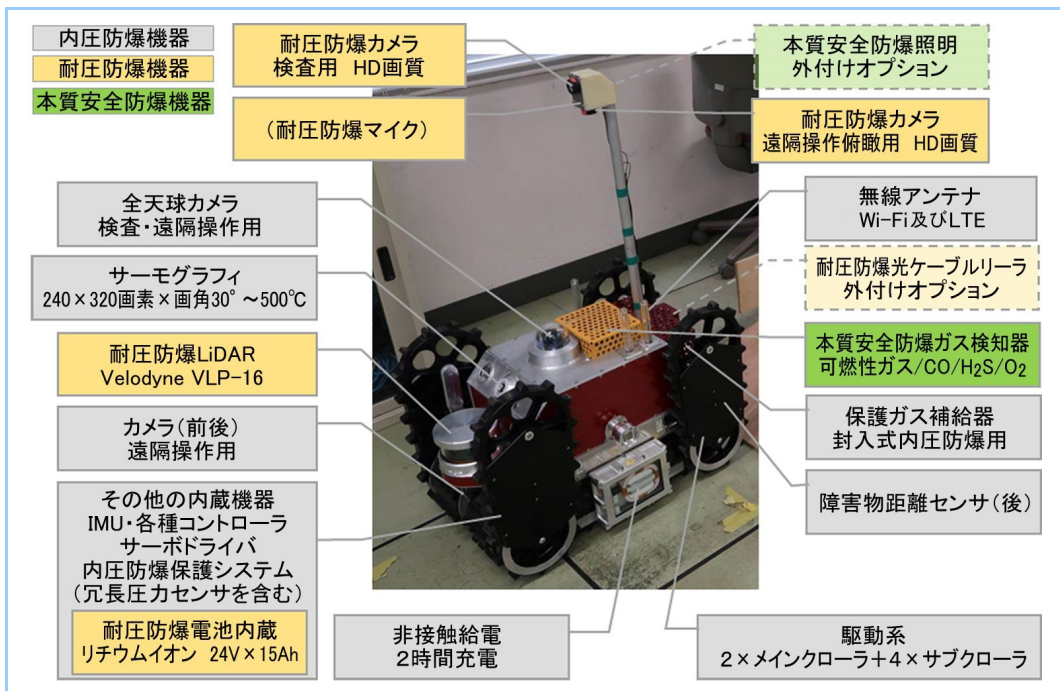 内圧防爆機器
耐圧防爆機器
本質安全防爆機器
耐圧防爆カメラ
検査用 HD画質
(耐圧防爆マイク)
本質安全防爆照明
外付けオプション
耐圧防爆カメラ
遠隔操作俯瞰用 HD画質
全天球カメラ
検査・遠隔操作用
サーモグラフィ
240×320画素×画角30°~500℃
耐圧防爆LiDAR
Velodyne VLP-16
カメラ(前後)
遠隔操作用
その他の内蔵機器
IMU・各種コントローラ
サーボドライバ
内圧防爆保護システム
(冗長圧力センサを含む)
耐圧防爆電池内蔵
リチウムイオン 24V×15Ah
無線アンテナ
Wi-Fi及びLTE
耐圧防爆光ケーブルリーラ
外付けオプション
本質安全防爆ガス検知器
可燃性ガス/CO/H₂S/O₂
保護ガス補給器
封入式内圧防爆用
障害物距離センサ(後)
非接触給電
2時間充電
駆動系
2×メインクローラ+4×サブクローラ